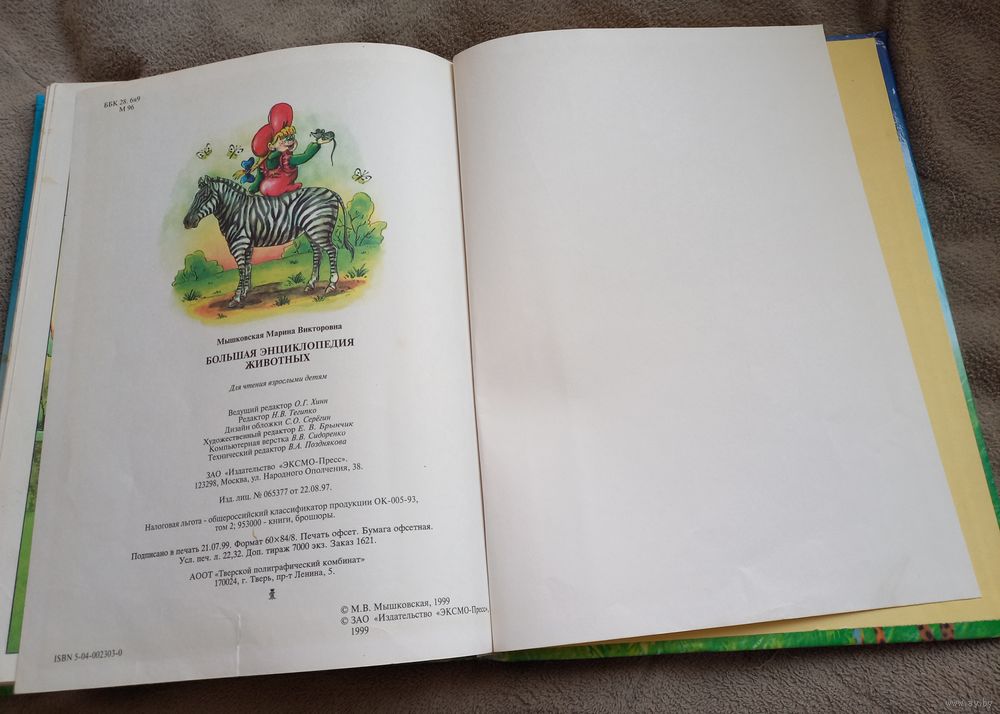 ББК 28. 6я9
М 96
Мышковская Марина Викторовна
БОЛЬШАЯ ЭНЦИКЛОПЕДИЯ
ЖИВОТНЫХ
Для чтения взрослыми детям
Ведущий редактор О.Г. Хинн
Редактор Н.В. Тегипко
Дизайн обложки С.О. Серёгин
Художественный редактор Е. В. Брынчик
Компьютерная верстка В.В. Сидоренко
Технический редактор В.А. Позднякова
ЗАО «Издательство «ЭКСМО-Пресс».
123298, Москва, ул. Народного Ополчения, 38.
Изд. лиц. № 065377 от 22.08.97.
Налоговая льгота - общероссийский классификатор продукции ОК-005-93,
том 2; 953000 - книги, брошюры.
Подписано в печать 21.07.99. Формат 60×84/8. Печать офсет. Бумага офсетная.
Усл. печ. л. 22,32. Доп. тираж 7000 экз. Заказ 1621.
АООТ «Тверской полиграфический комбинат»
170024, г. Тверь, пр-т Ленина, 5.
© М.В. Мышковская, 1999
© ЗАО «Издательство «ЭКСМО-Пресс»,
1999
ISBN 5-04-002303-0
www.ay.by